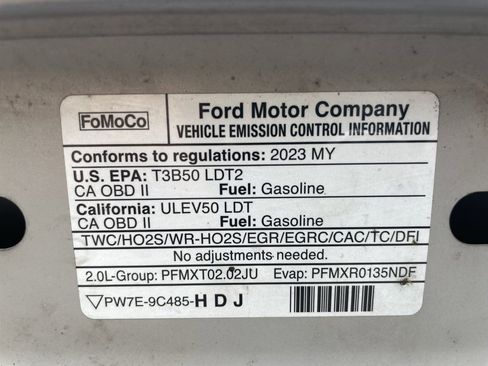 FoMoCo
Ford Motor Company
VEHICLE EMISSION CONTROL INFORMATION
Conforms to regulations: 2023 MY
U.S. EPA: T3B50 LDT2
CA OBD II Fuel: Gasoline
California: ULEV50 LDT
CA OBD II Fuel: Gasoline
TWC/HO2S/WR-HO2S/EGR/EGRC/CAC/TC/DFI
No adjustments needed.
2.0L-Group: PFMXT02.02JU Evap: PFMXR0135NDF
PW7E-9C485-HDJ